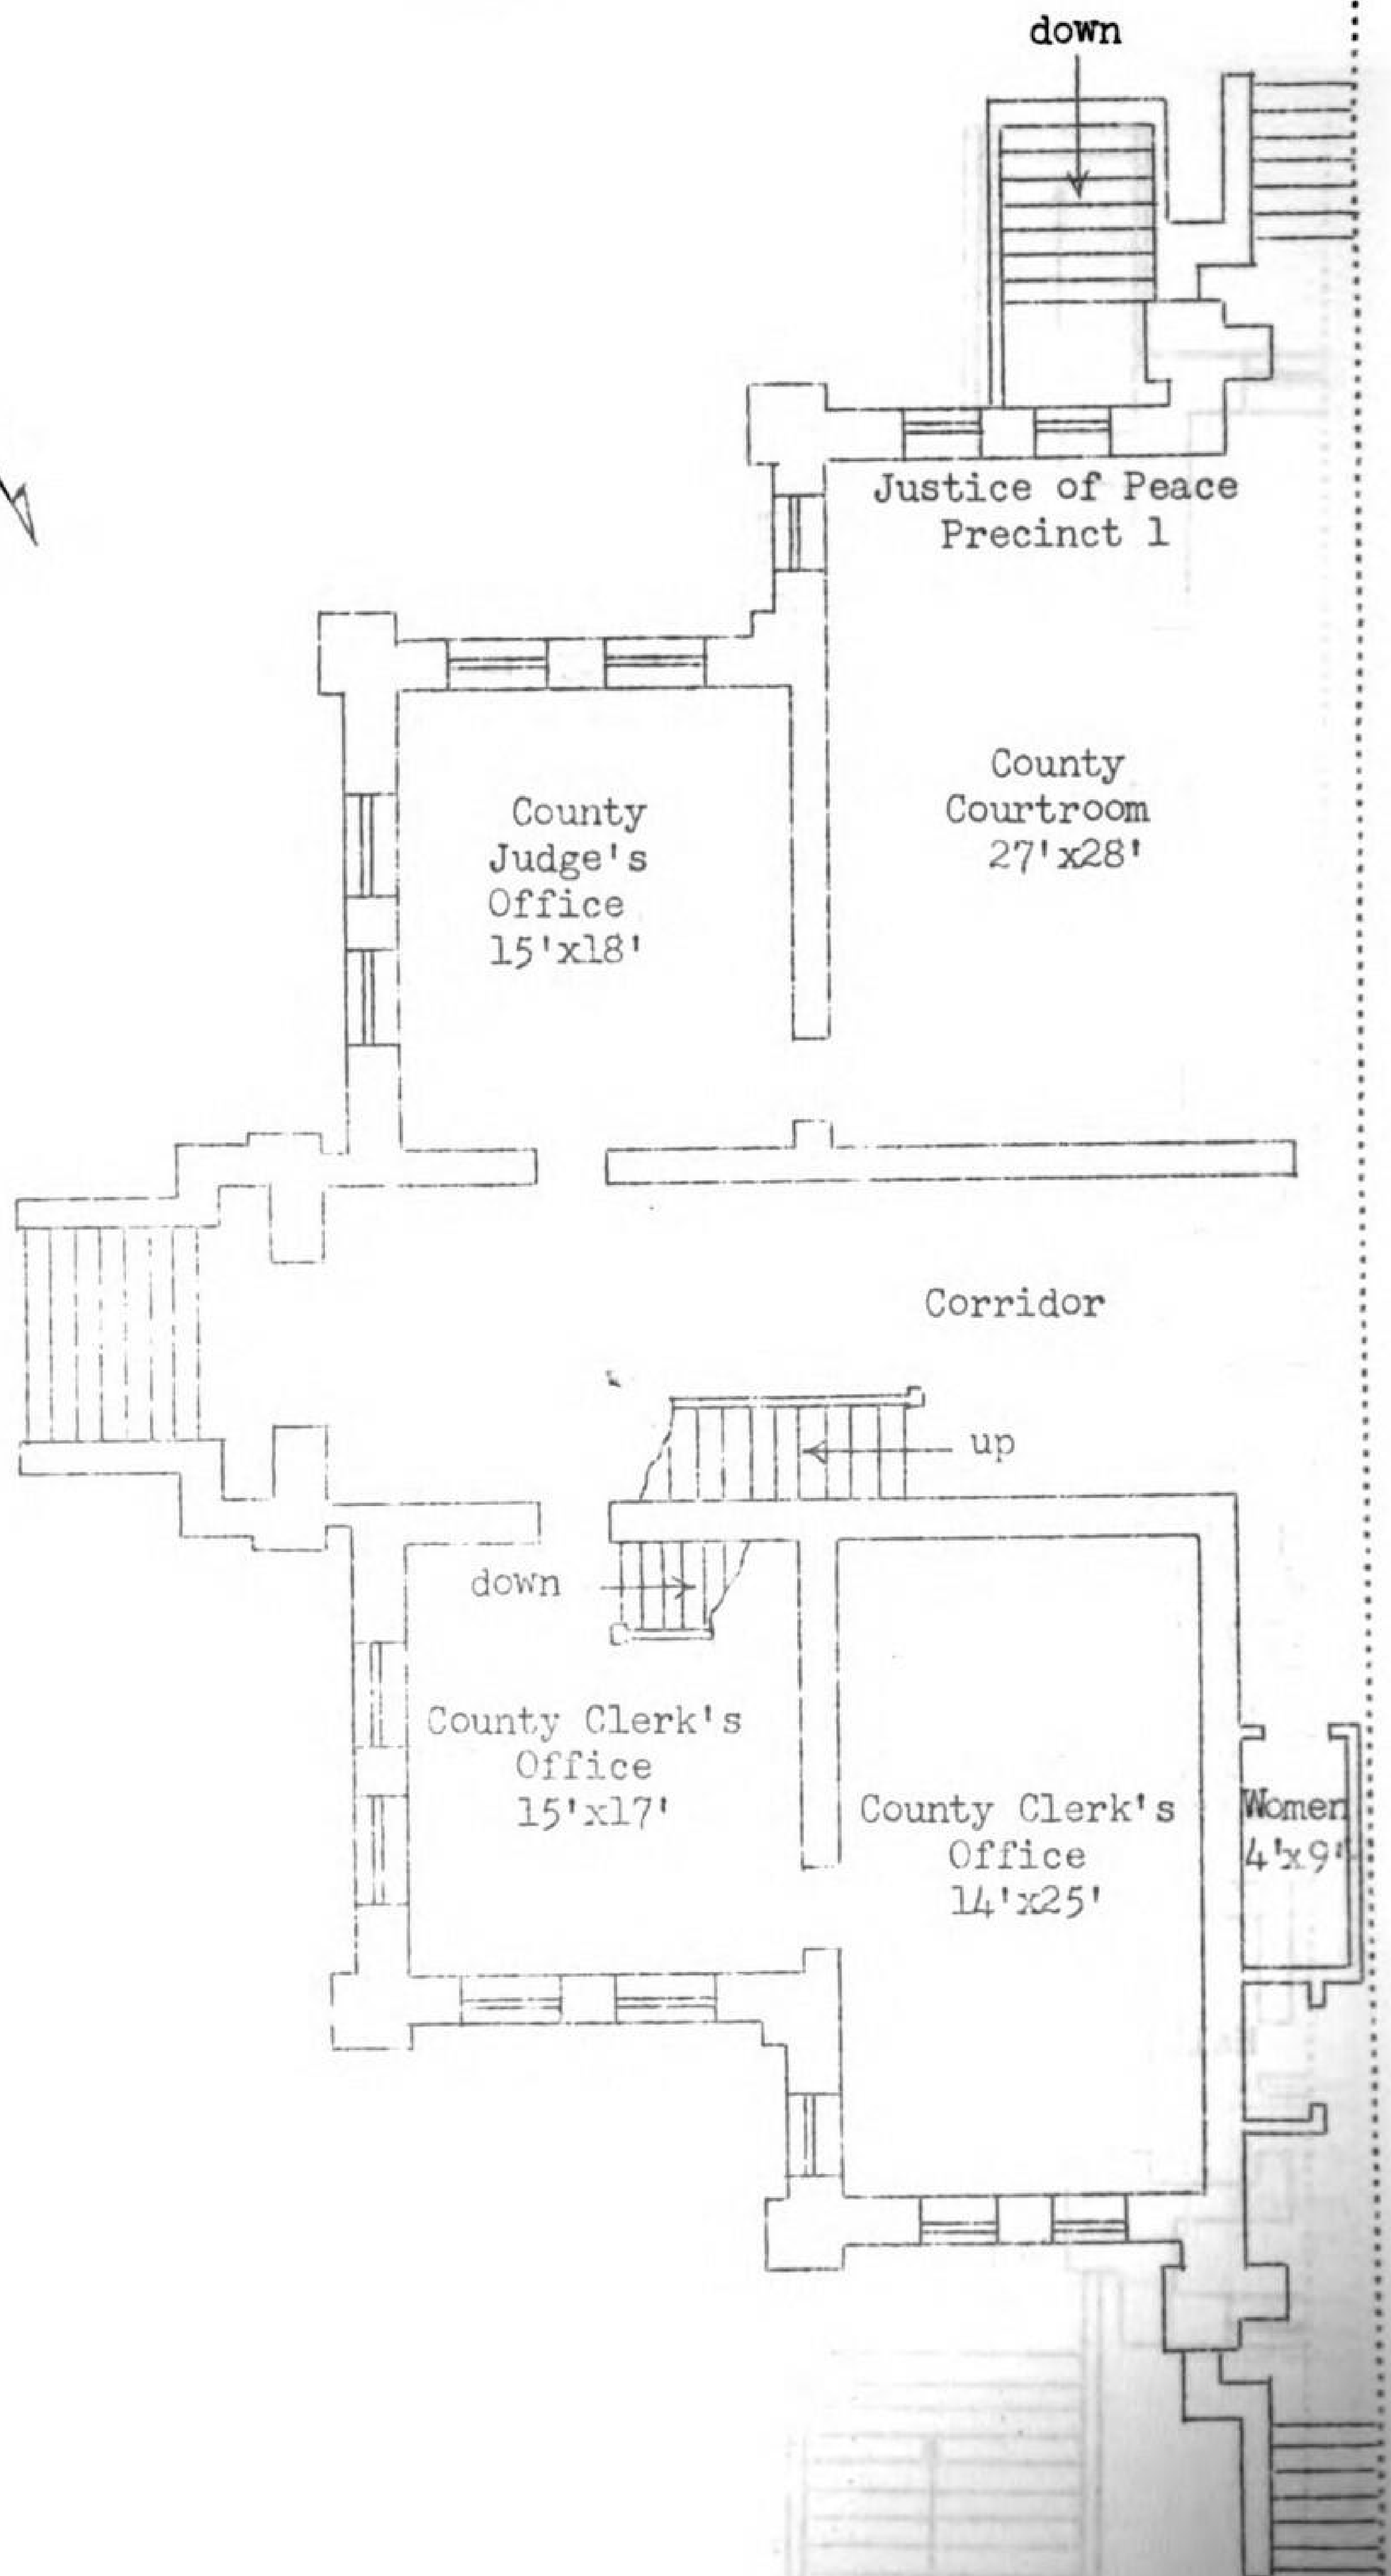 down
Justice of Peace
Precinct 1
County
Courtroom
27'x28'
County
Judge's
Office
15'x18'
Corridor
up
down
County Clerk's
Office
15'x17'
County Clerk's
Office
14'x25'
Women
4'x9'